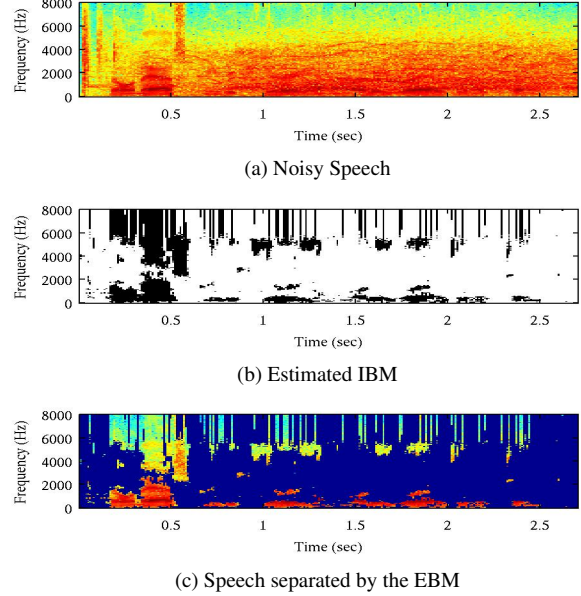 8000
6000
4000
2000
0
Frequency (Hz)
0.5 1 1.5 2 2.5
Time (sec)
(a) Noisy Speech
8000
6000
4000
2000
0
Frequency (Hz)
0.5 1 1.5 2 2.5
Time (sec)
(b) Estimated IBM
8000
6000
4000
2000
0
Frequency (Hz)
0.5 1 1.5 2 2.5
Time (sec)
(c) Speech separated by the EBM